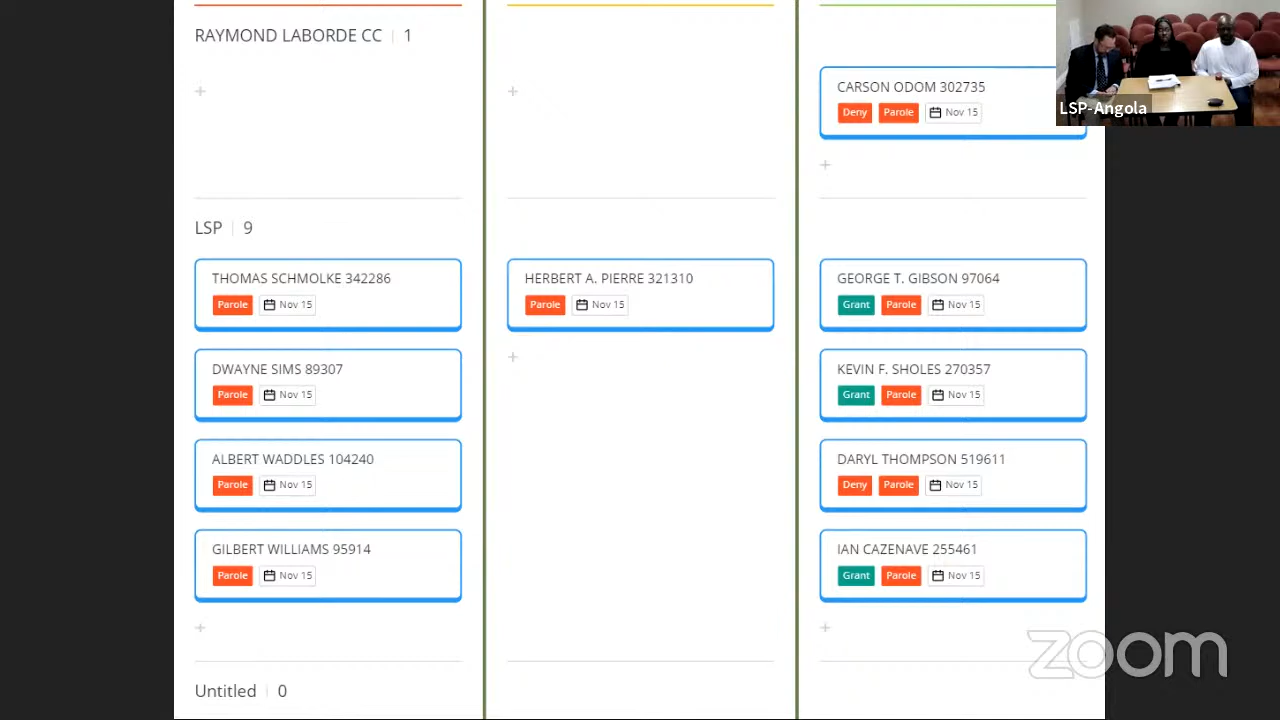 RAYMOND LABORDE CC | 1
+
+
CARSON ODOM 302735
Deny Parole Nov 15
+
LSP-Angola
LSP | 9
THOMAS SCHMOLKE 342286
Parole Nov 15
HERBERT A. PIERRE 321310
Parole Nov 15
GEORGE T. GIBSON 97064
Grant Parole Nov 15
DWAYNE SIMS 89307
Parole Nov 15
+
KEVIN F. SHOLES 270357
Grant Parole Nov 15
ALBERT WADDLES 104240
Parole Nov 15
DARYL THOMPSON 519611
Deny Parole Nov 15
GILBERT WILLIAMS 95914
Parole Nov 15
IAN CAZENAVE 255461
Grant Parole Nov 15
+
+
Untitled | 0
zoom